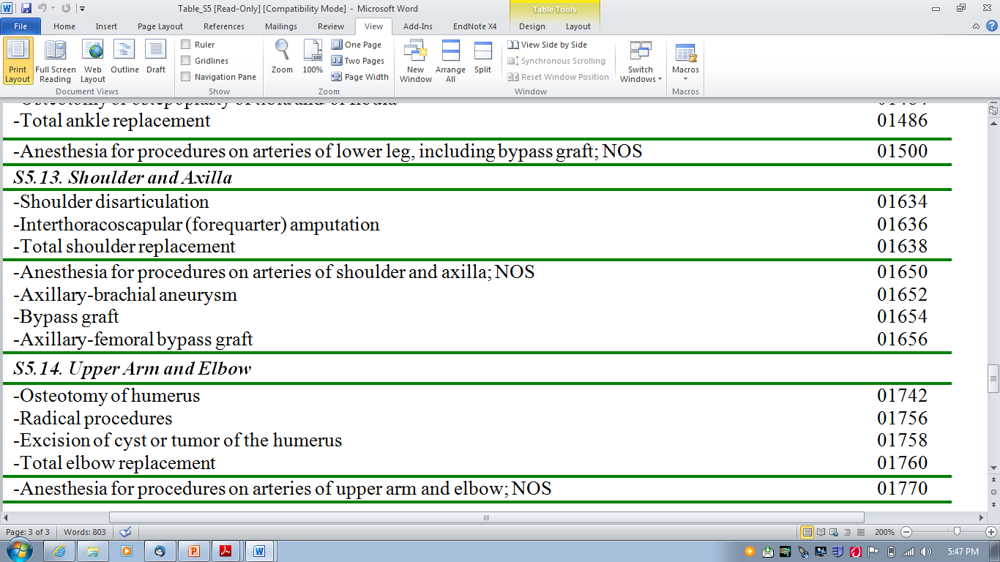 Table_S5 [Read-Only] [Compatibility Mode] - Microsoft Word
Table Tools
File Home Insert Page Layout References Mailings Review View Add-Ins EndNote X4 Design Layout
Print Layout
Full Screen Reading
Web Layout
Outline
Draft
Document Views
Ruler
Gridlines
Navigation Pane
Show
Zoom
100%
One Page
Two Pages
Page Width
Zoom
New Window
Arrange All
Split
View Side by Side
Synchronous Scrolling
Reset Window Position
Window
Switch Windows
Macros
Macros
-Total ankle replacement 01486
-Anesthesia for procedures on arteries of lower leg, including bypass graft; NOS 01500
S5.13. Shoulder and Axilla
-Shoulder disarticulation 01634
-Interthoracoscapular (forequarter) amputation 01636
-Total shoulder replacement 01638
-Anesthesia for procedures on arteries of shoulder and axilla; NOS 01650
-Axillary-brachial aneurysm 01652
-Bypass graft 01654
-Axillary-femoral bypass graft 01656
S5.14. Upper Arm and Elbow
-Osteotomy of humerus 01742
-Radical procedures 01756
-Excision of cyst or tumor of the humerus 01758
-Total elbow replacement 01760
-Anesthesia for procedures on arteries of upper arm and elbow; NOS 01770
Page: 3 of 3 Words: 803 200%
5:47 PM